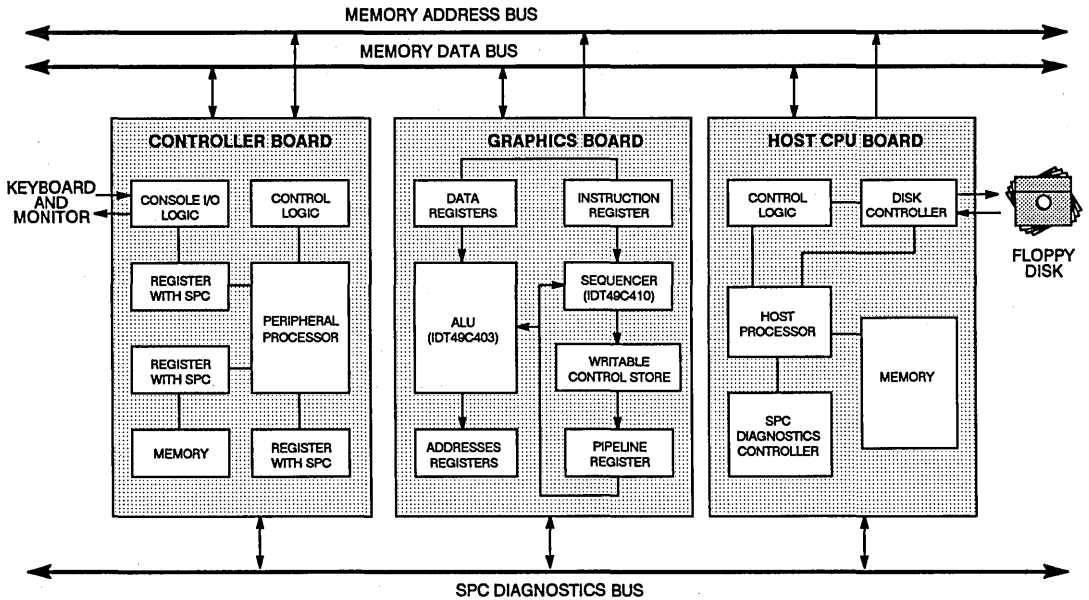 MEMORY ADDRESS BUS
MEMORY DATA BUS
CONTROLLER BOARD
KEYBOARD
AND
MONITOR
CONSOLE I/O
LOGIC
CONTROL
LOGIC
REGISTER
WITH SPC
PERIPHERAL
PROCESSOR
REGISTER
WITH SPC
MEMORY
REGISTER
WITH SPC
GRAPHICS BOARD
DATA
REGISTERS
INSTRUCTION
REGISTER
ALU
(IDT49C403)
SEQUENCER
(IDT49C410)
WRITABLE
CONTROL STORE
ADDRESSES
REGISTERS
PIPELINE
REGISTER
HOST CPU BOARD
CONTROL
LOGIC
DISK
CONTROLLER
FLOPPY
DISK
HOST
PROCESSOR
MEMORY
SPC
DIAGNOSTICS
CONTROLLER
SPC DIAGNOSTICS BUS